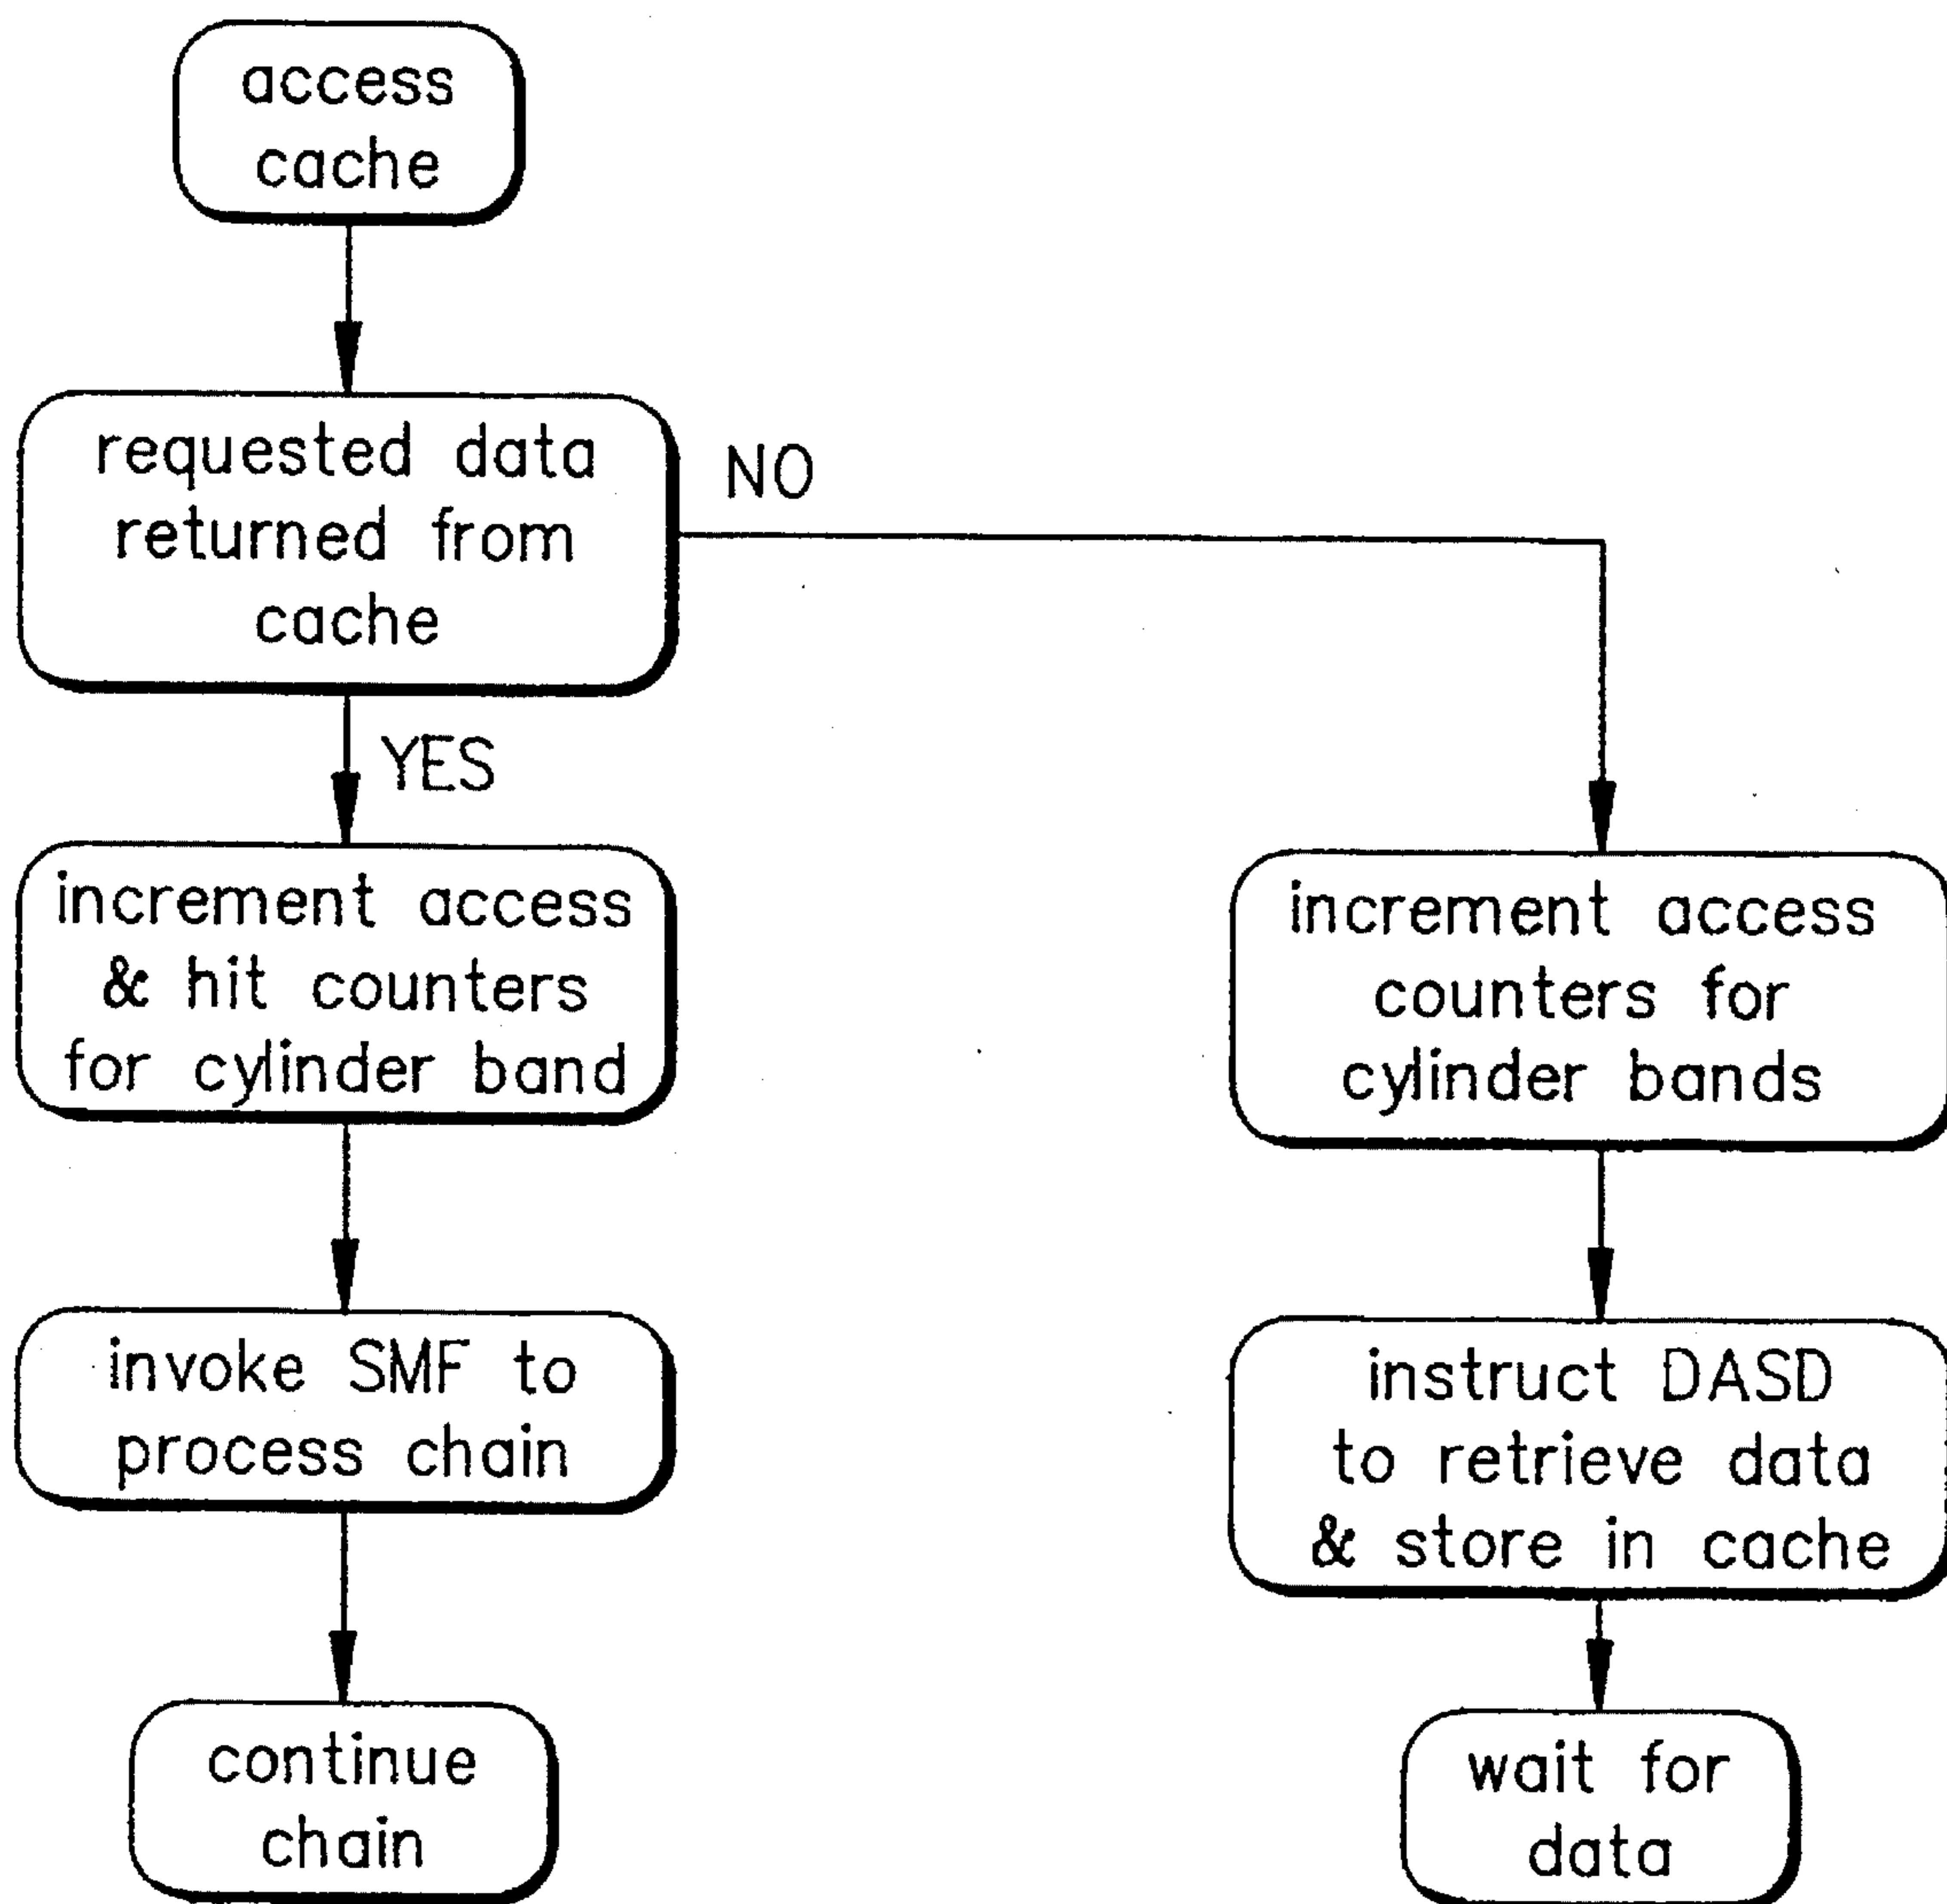 access
cache
requested data
returned from
cache
NO
YES
increment access
& hit counters
for cylinder band
increment access
counters for
cylinder bands
invoke SMF to
process chain
instruct DASD
to retrieve data
& store in cache
continue
chain
wait for
data